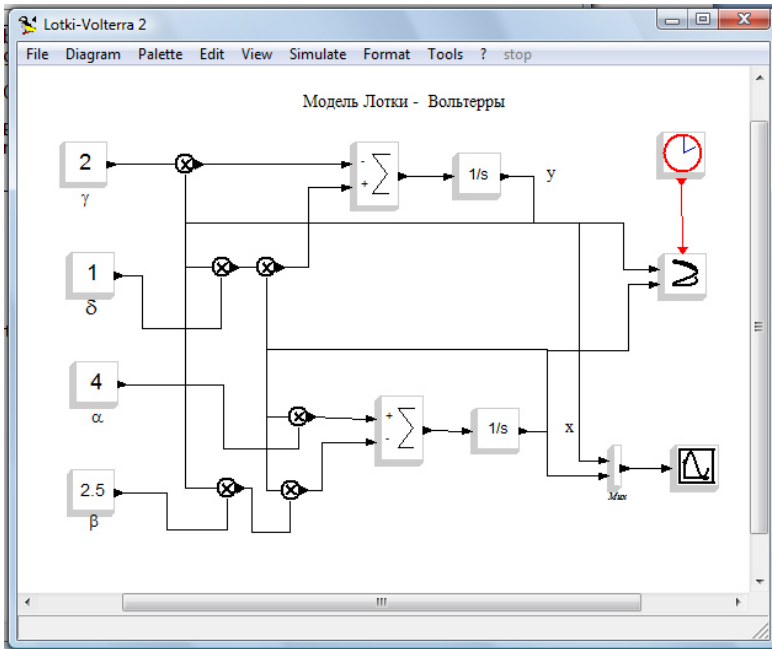 Lotki-Volterra 2
File Diagram Palette Edit View Simulate Format Tools ? stop
Модель Лотки - Вольтерры
2
γ
-
+
1/s
y
1
δ
4
α
+
-
1/s
x
2.5
β
Mux